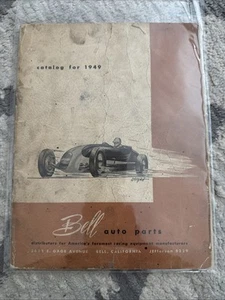 catalog for 1949
Bell auto parts
distributors for America's foremost racing equipment manufacturers
BELL, CALIFORNIA